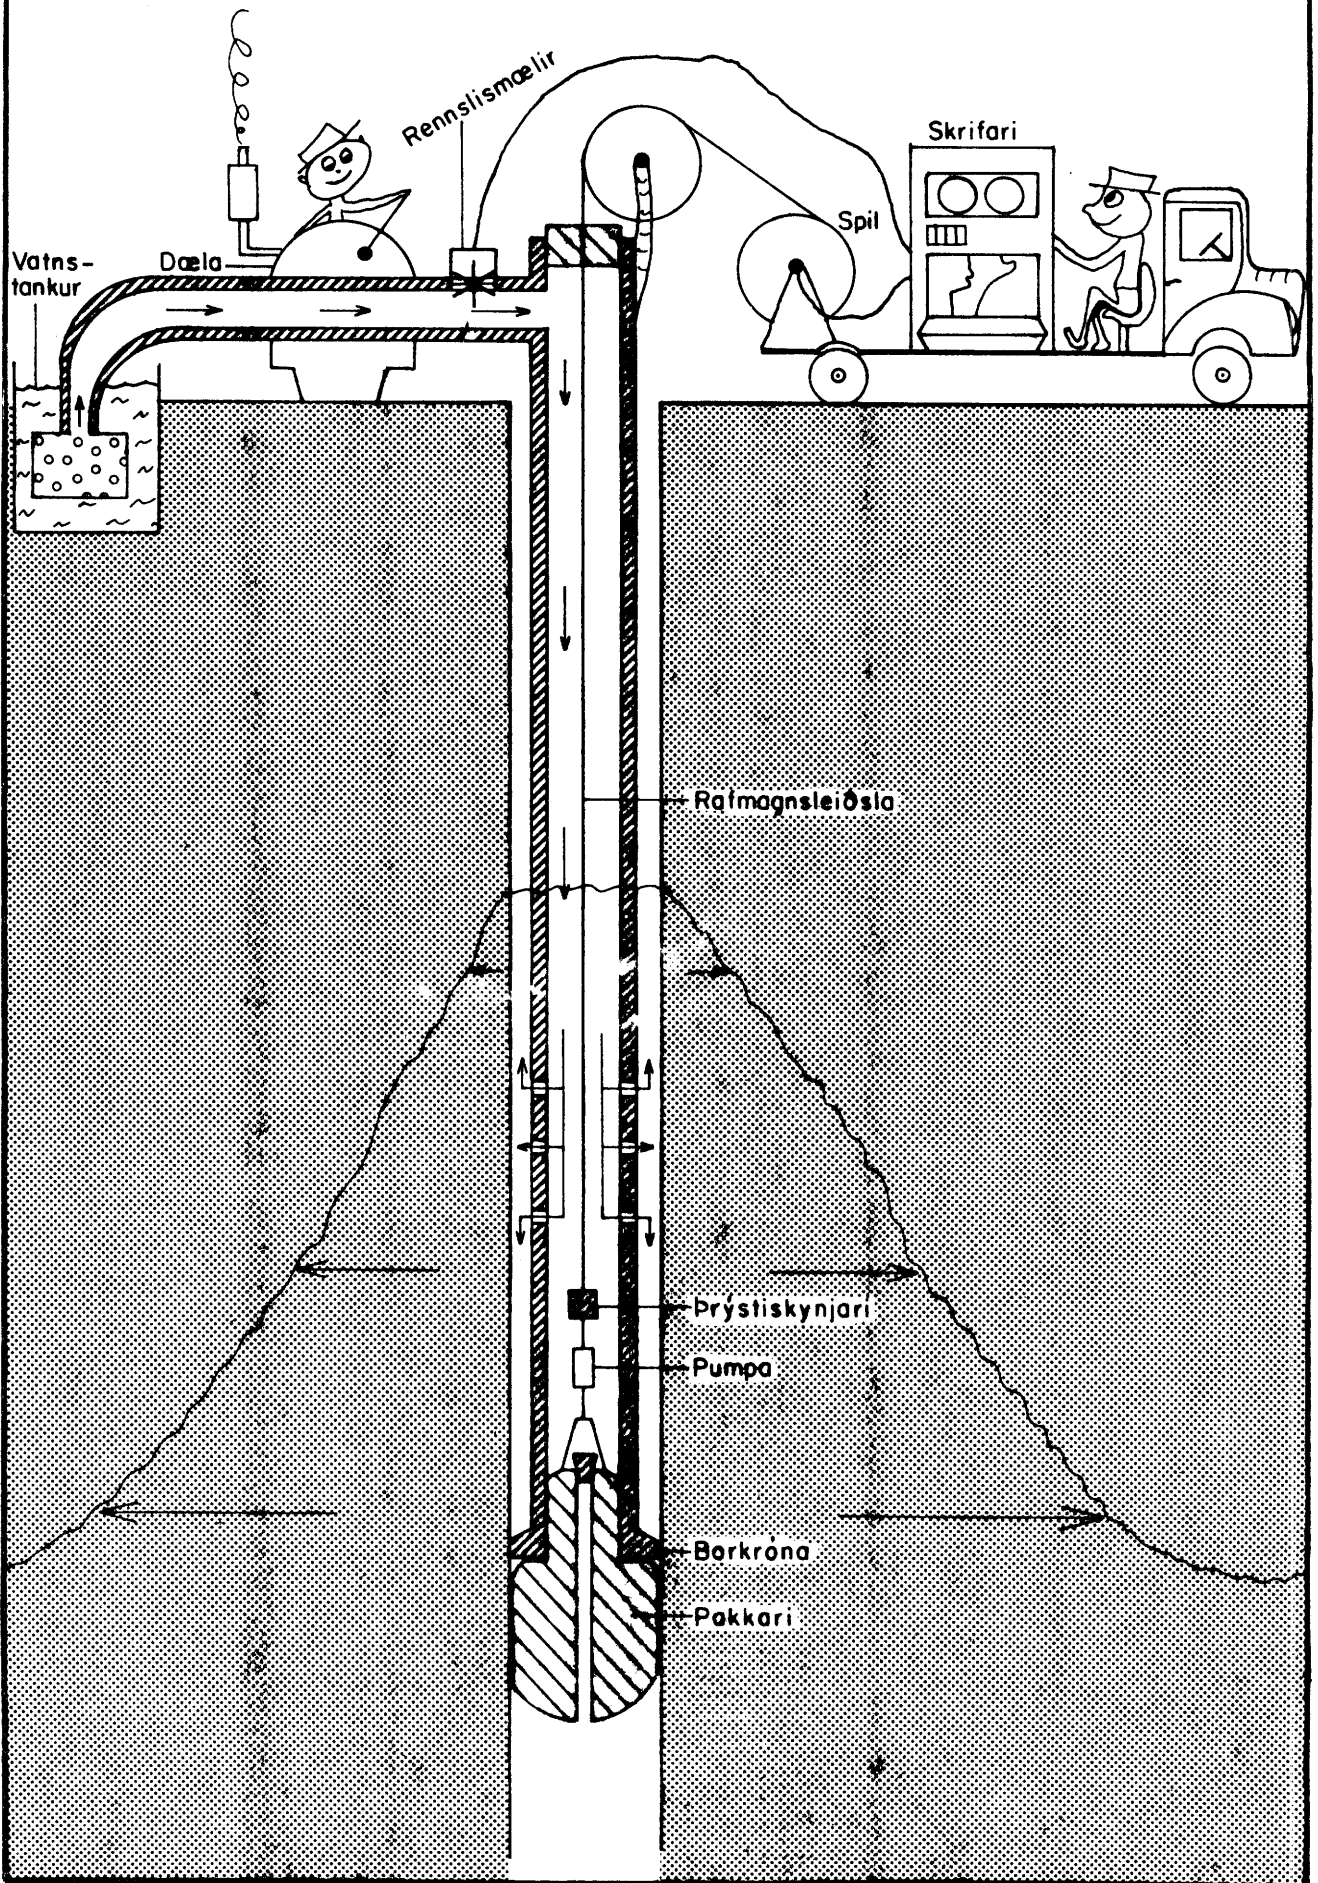 Rennslismælir
Skrifari
Spil
Vatns-
tankur
Dæla
Rafmagnsleiðsla
Þrýstiskynjari
Pumpa
Borkróna
Pakkari